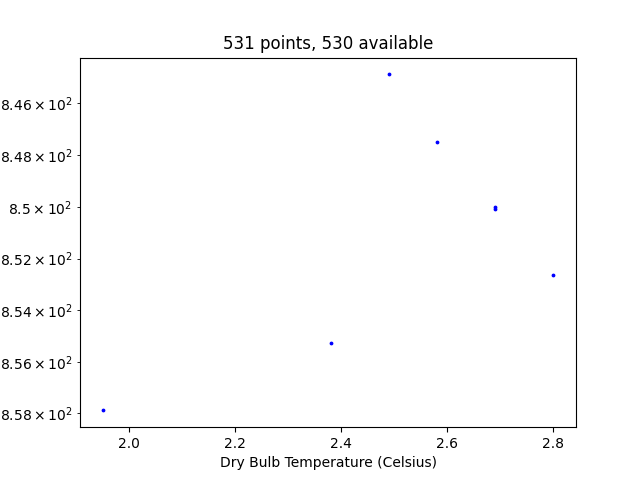 531 points, 530 available
8.46 × 10²
8.48 × 10²
8.5 × 10²
8.52 × 10²
8.54 × 10²
8.56 × 10²
8.58 × 10²
2.0 2.2 2.4 2.6 2.8
Dry Bulb Temperature (Celsius)